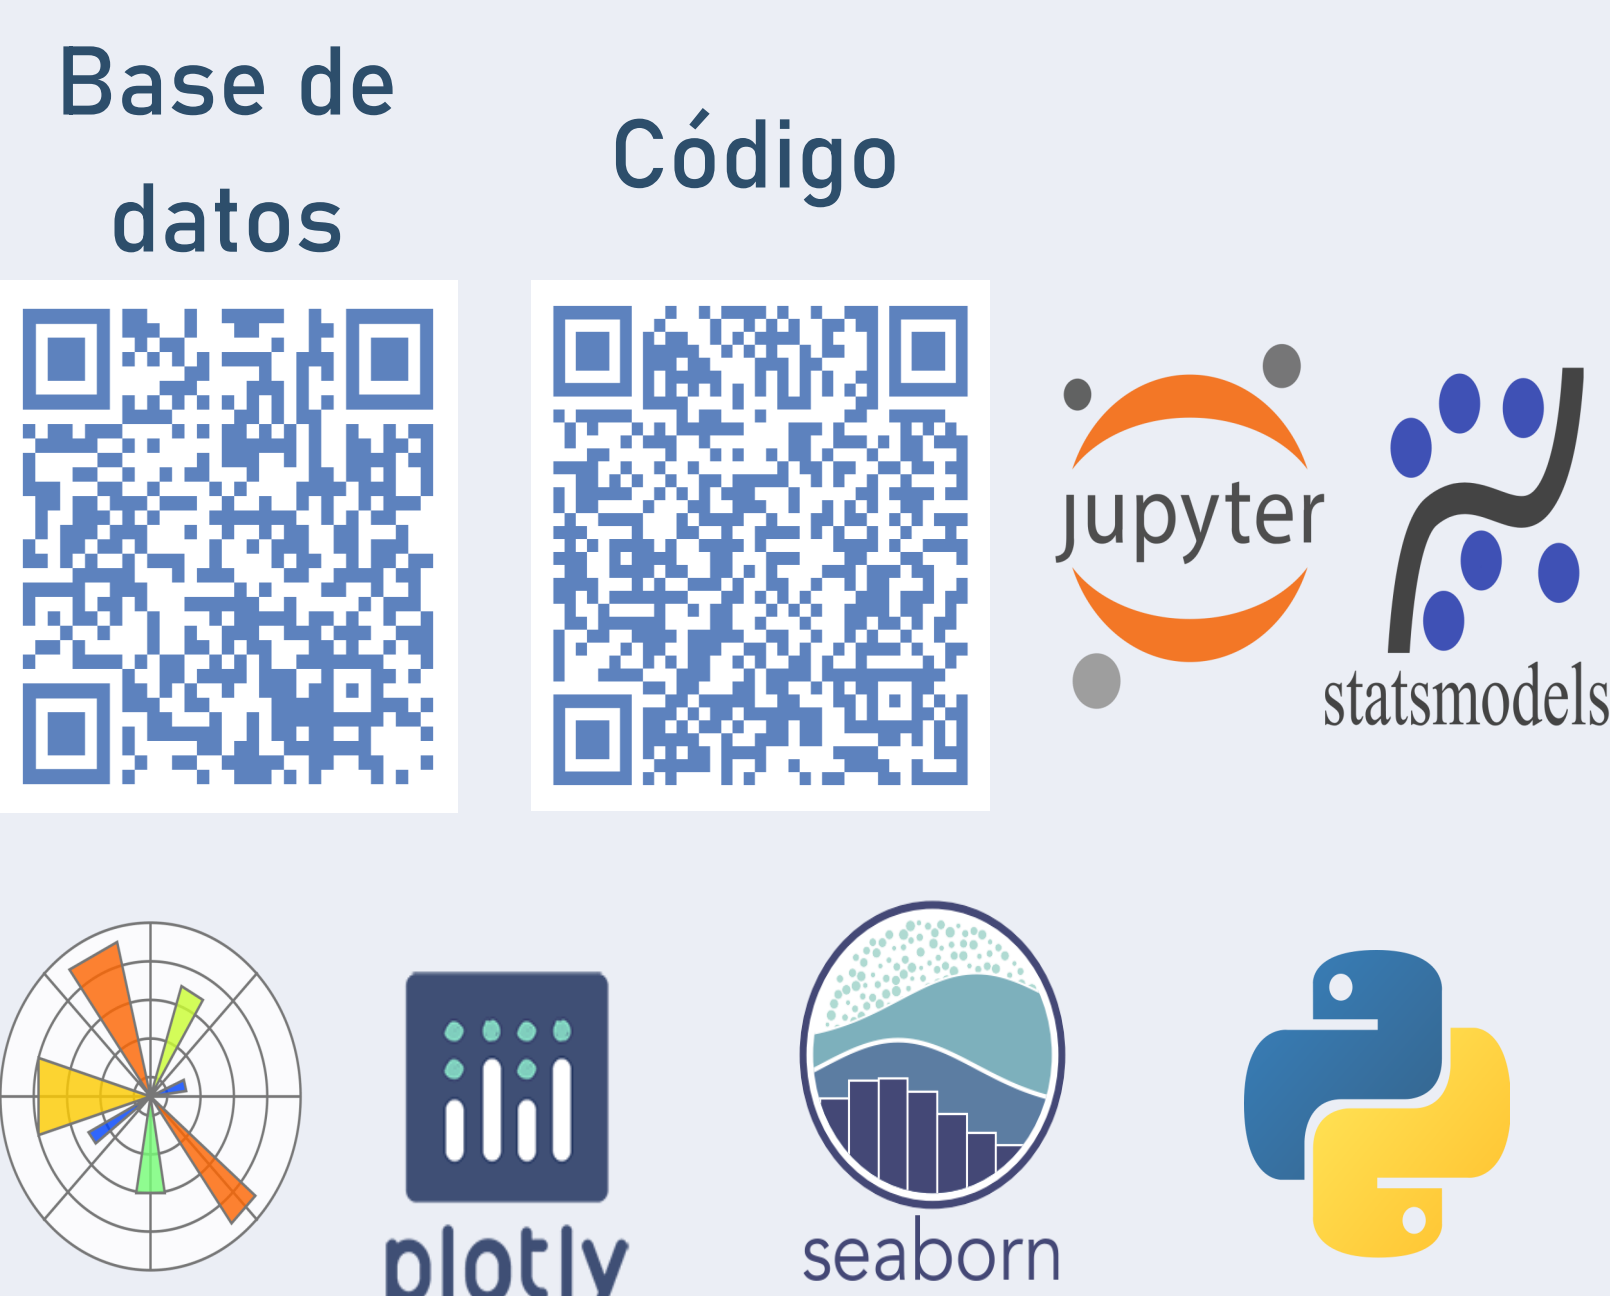 Base de
datos
Código
jupyter
statsmodels
plotly
seaborn